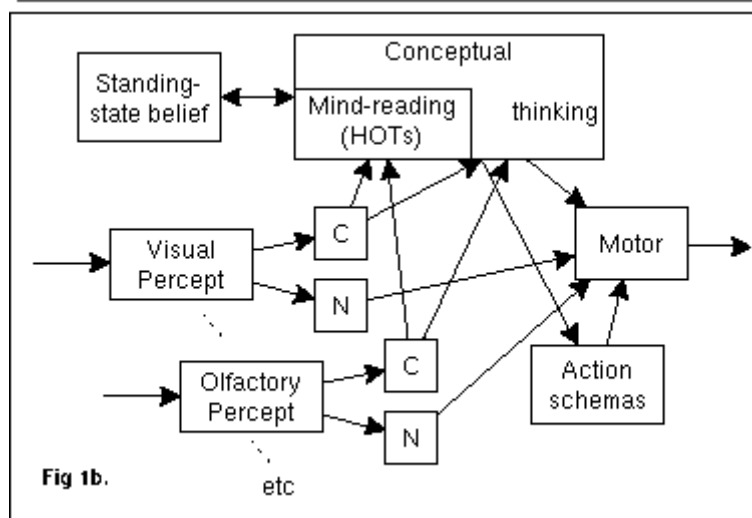 Conceptual
Standing-
state belief
Mind-reading
(HOTs)
thinking
C
Visual
Percept
Motor
N
C
Olfactory
Percept
Action
schemas
N
Fig 1b.
etc